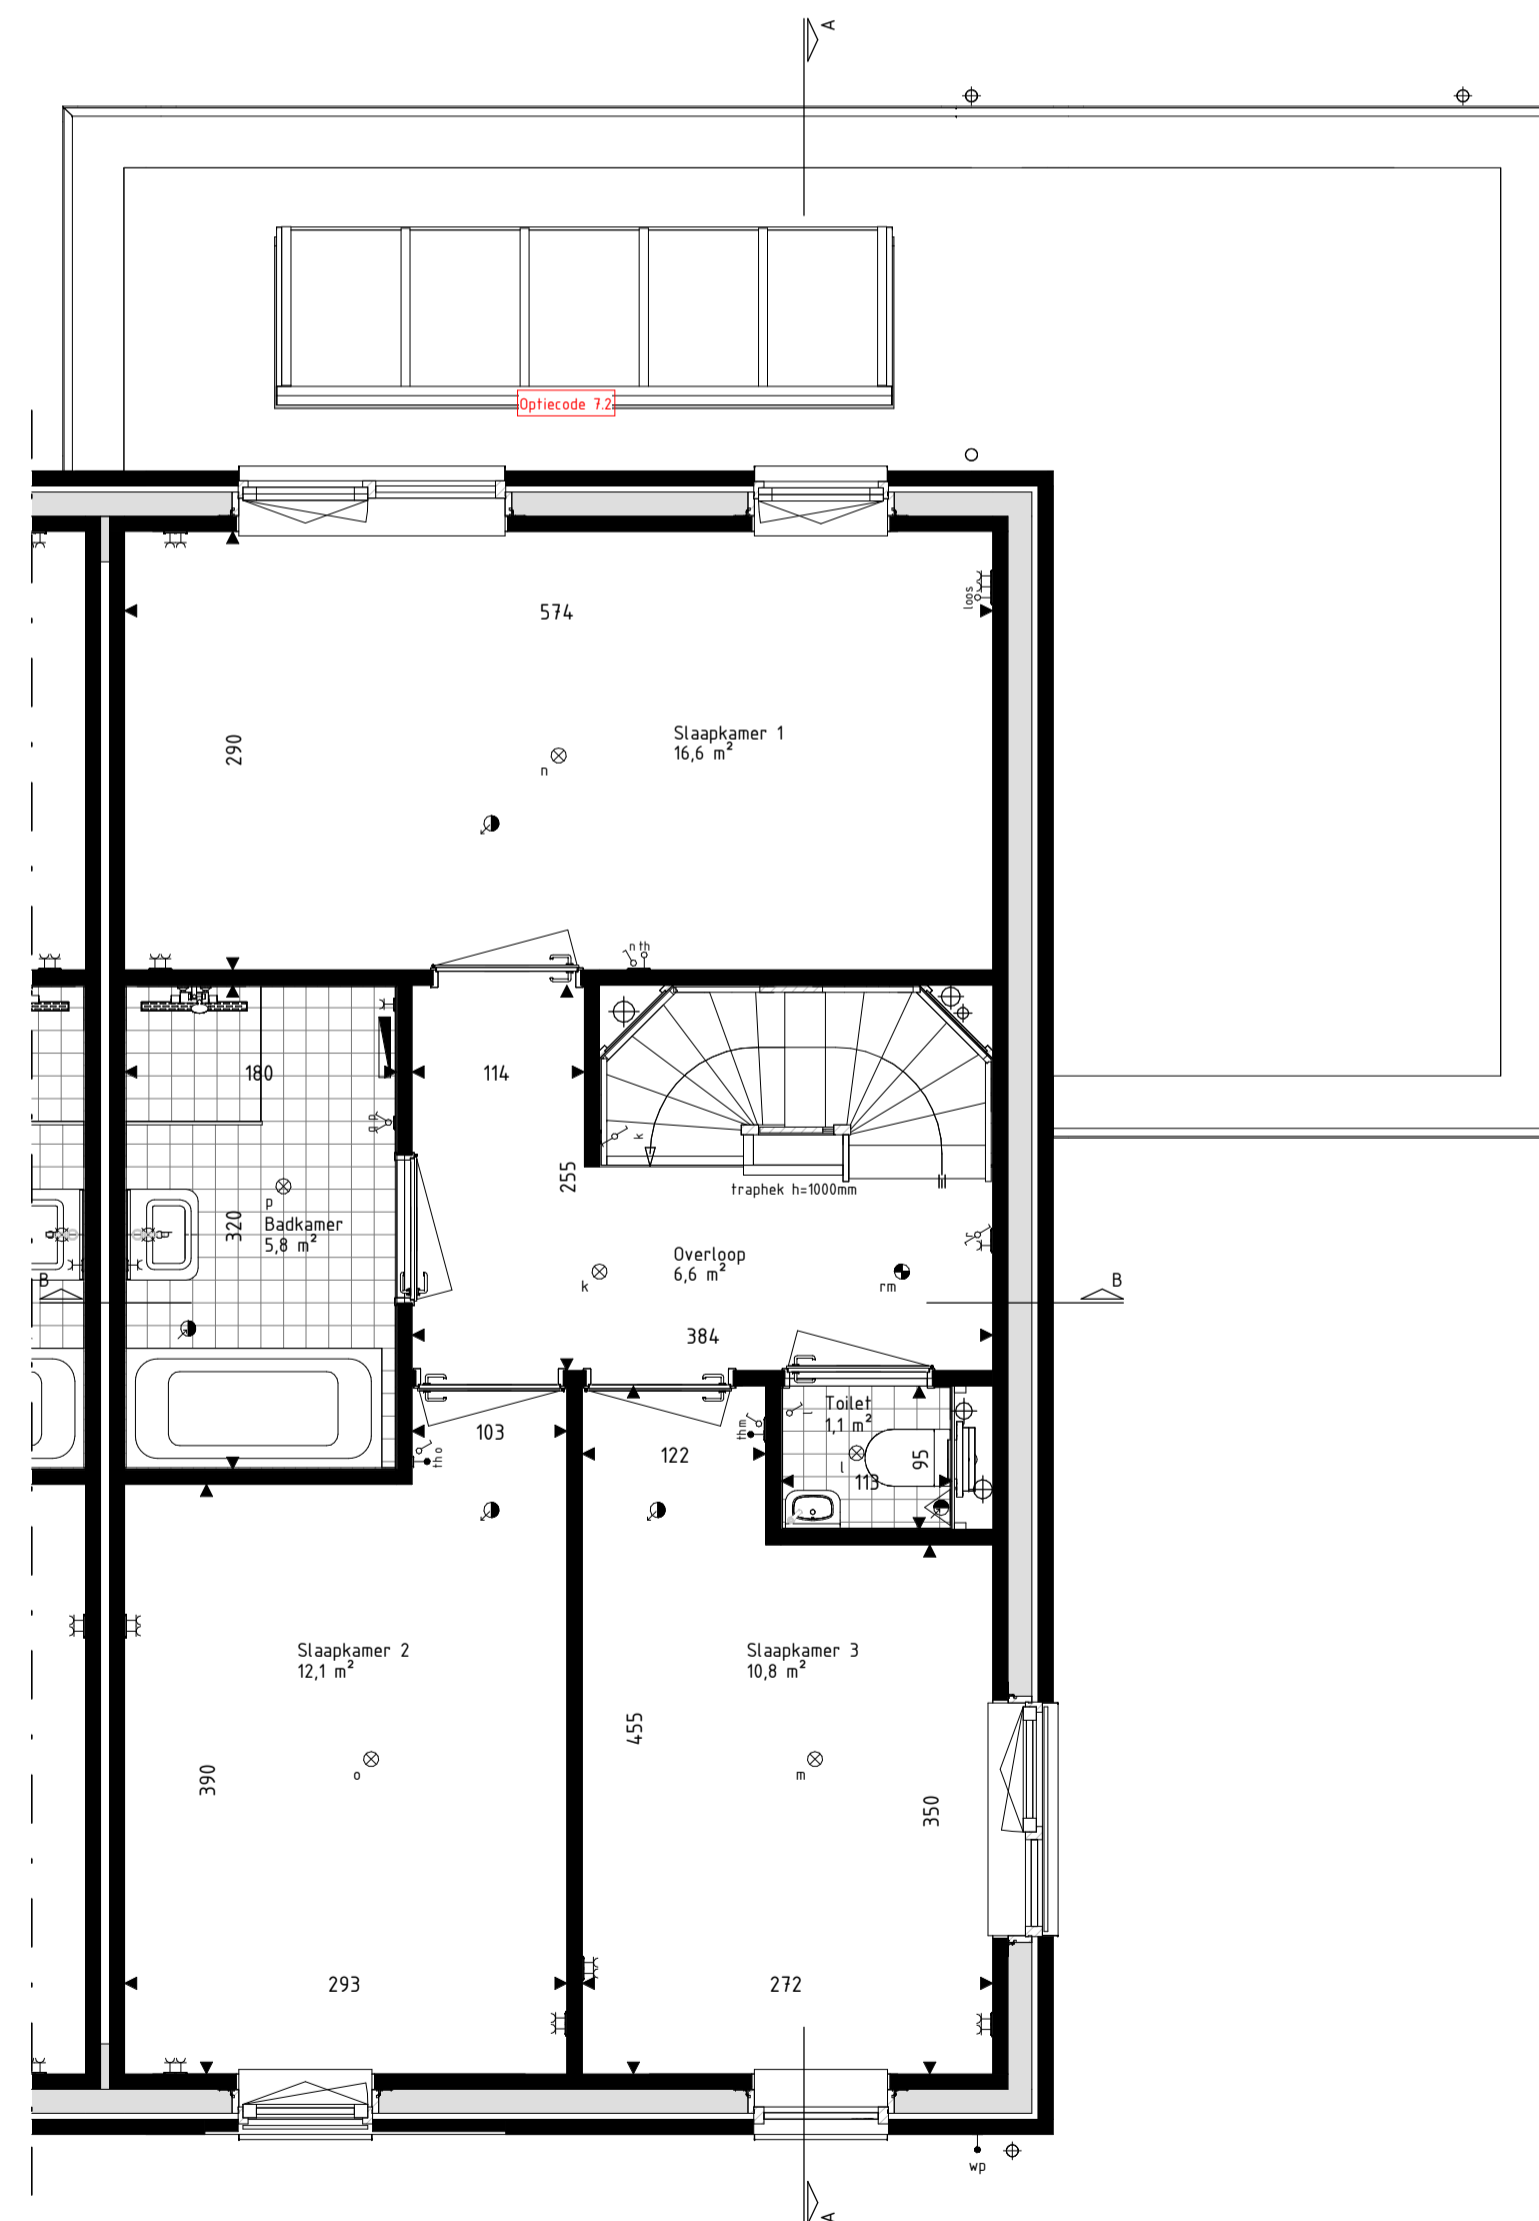 A
Optiecode 7.2
574
loos
Slaapkamer 1
16,6 m²
290
n
n th
180
114
k
255
traphek h=1000mm
p
Badkamer
5,8 m²
320
Overloop
6,6 m²
k
rm
r
B
B
384
103
122
Toilet
1,1 m²
95
113
l
l
th o
thm
Slaapkamer 2
12,1 m²
Slaapkamer 3
10,8 m²
455
390
350
o
m
293
272
wp
A